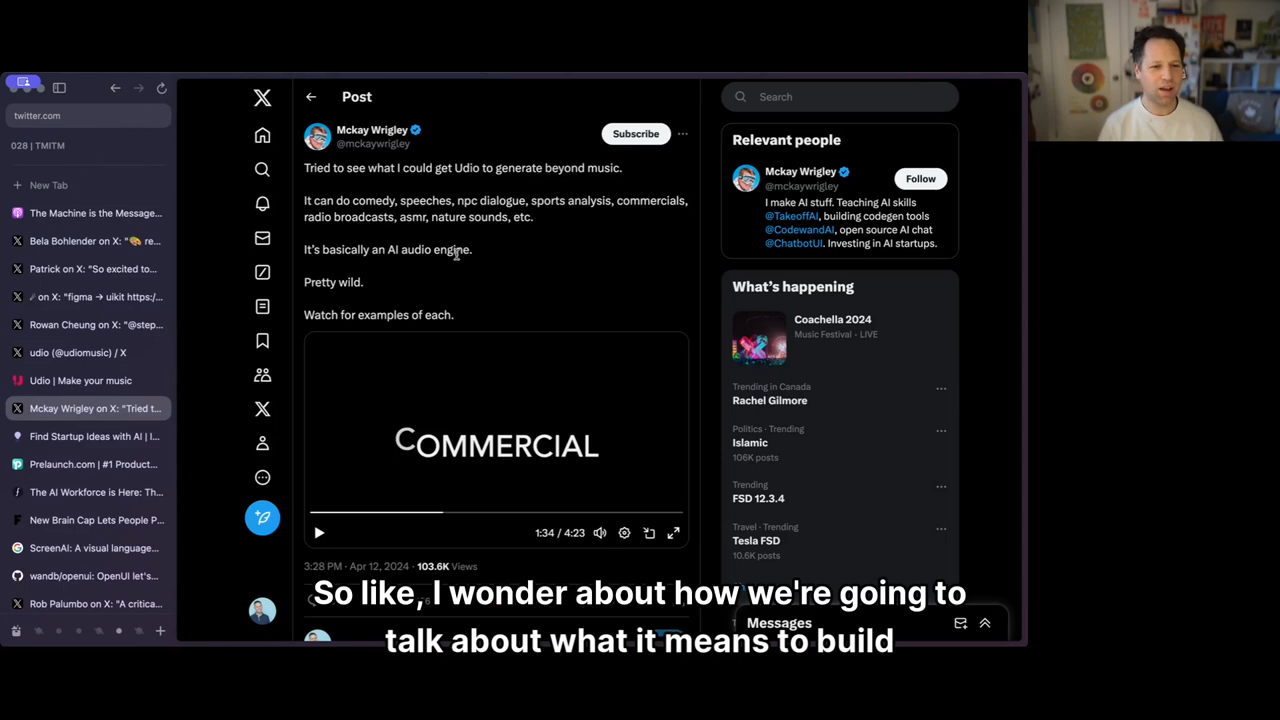 twitter.com
028 | TMITM
New Tab
The Machine is the Message...
Bela Bohlender on X: "🎨 re...
Patrick on X: "So excited to...
on X: "figma → uikit https:/...
Rowan Cheung on X: "@step...
udio (@udiomusic) / X
Udio | Make your music
Mckay Wrigley on X: "Tried t...
Find Startup Ideas with AI | I...
Prelaunch.com | #1 Product...
The AI Workforce is Here: Th...
New Brain Cap Lets People P...
ScreenAI: A visual language...
wandb/openui: OpenUI let's...
Rob Palumbo on X: "A critica...
Post
Mckay Wrigley
@mckaywrigley
Subscribe
Tried to see what I could get Udio to generate beyond music.
It can do comedy, speeches, npc dialogue, sports analysis, commercials,
radio broadcasts, asmr, nature sounds, etc.
It's basically an AI audio engine.
Pretty wild.
Watch for examples of each.
COMMERCIAL
1:34 / 4:23
3:28 PM · Apr 12, 2024 · 103.6K Views
Search
Relevant people
Mckay Wrigley
@mckaywrigley
Follow
I make AI stuff. Teaching AI skills
@TakeoffAI, building codegen tools
@CodewandAI, open source AI chat
@ChatbotUI. Investing in AI startups.
What's happening
Coachella 2024
Music Festival · LIVE
Trending in Canada
Rachel Gilmore
Politics · Trending
Islamic
106K posts
Trending
FSD 12.3.4
Travel · Trending
Tesla FSD
10.6K posts
Messages
So like, I wonder about how we're going to
talk about what it means to build